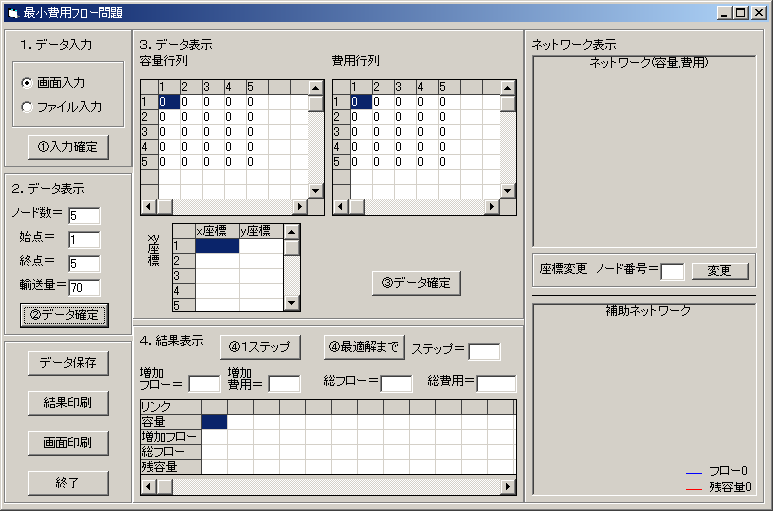 最小費用フロー問題
1. データ入力
画面入力
ファイル入力
①入力確定
2. データ表示
ノード数＝ 5
始点＝ 1
終点＝ 5
輸送量＝ 70
②データ確定
データ保存
結果印刷
画面印刷
終了
3. データ表示
容量行列
1 2 3 4 5
1 0 0 0 0 0
2 0 0 0 0 0
3 0 0 0 0 0
4 0 0 0 0 0
5 0 0 0 0 0
費用行列
1 2 3 4 5
1 0 0 0 0 0
2 0 0 0 0 0
3 0 0 0 0 0
4 0 0 0 0 0
5 0 0 0 0 0
xy座標
x座標 y座標
1
2
3
4
5
③データ確定
4. 結果表示
④1ステップ
④最適解まで
ステップ＝
増加
フロー＝
増加
費用＝
総フロー＝
総費用＝
リンク
容量
増加フロー
総フロー
残容量
ネットワーク表示
ネットワーク(容量,費用)
座標変更 ノード番号＝ 変更
補助ネットワーク
フロー0
残容量0